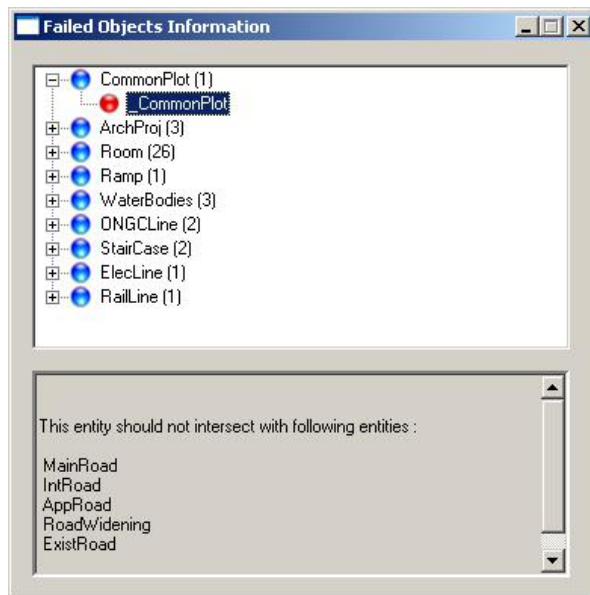 Failed Objects Information
CommonPlot (1)
_CommonPlot
ArchProj (3)
Room (26)
Ramp (1)
WaterBodies (3)
ONGCLine (2)
StairCase (2)
ElecLine (1)
RailLine (1)
This entity should not intersect with following entities :
MainRoad
IntRoad
AppRoad
RoadWidening
ExistRoad